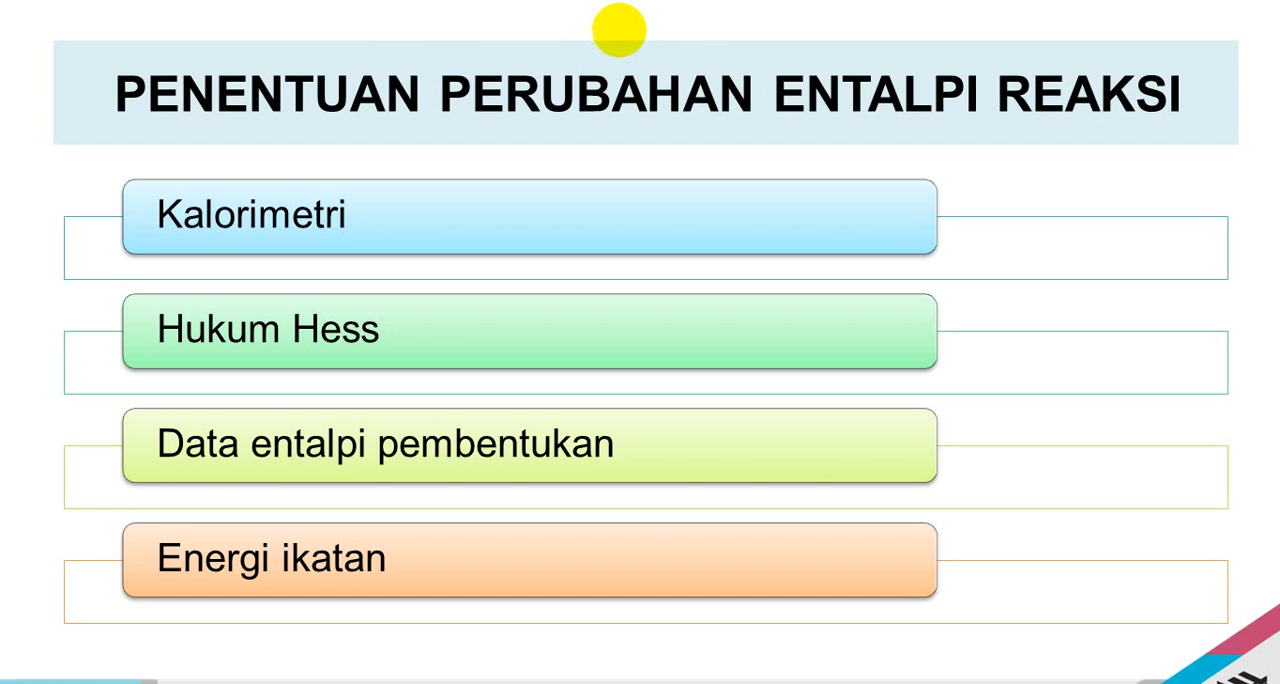 PENENTUAN PERUBAHAN ENTALPI REAKSI
Kalorimetri
Hukum Hess
Data entalpi pembentukan
Energi ikatan